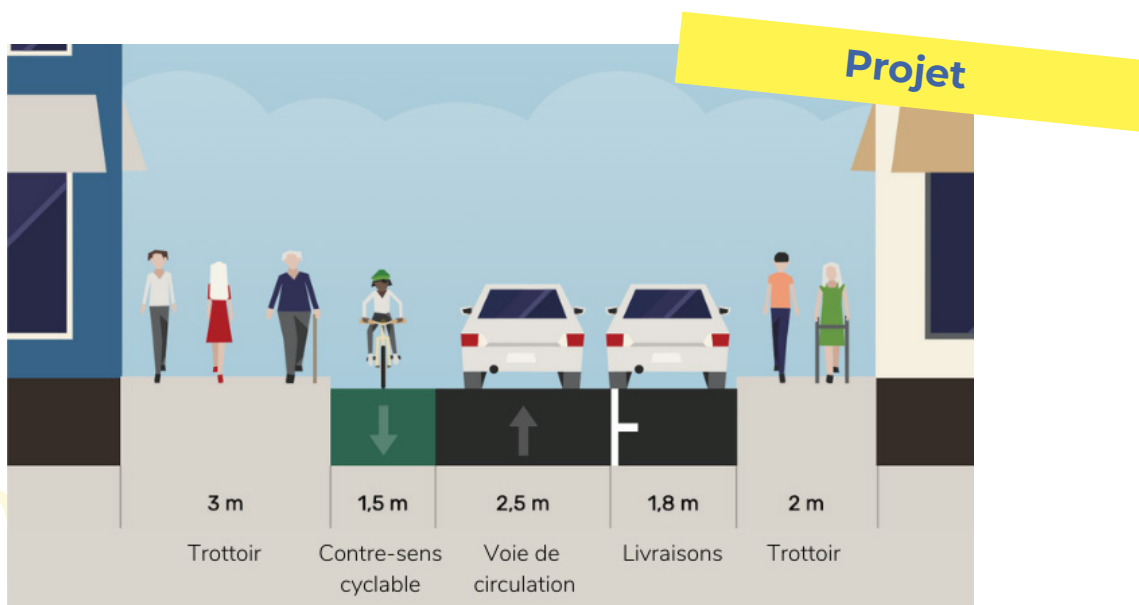 Projet
3 m
1,5 m
2,5 m
1,8 m
2 m
Trottoir
Contre-sens
cyclable
Voie de
circulation
Livraisons
Trottoir